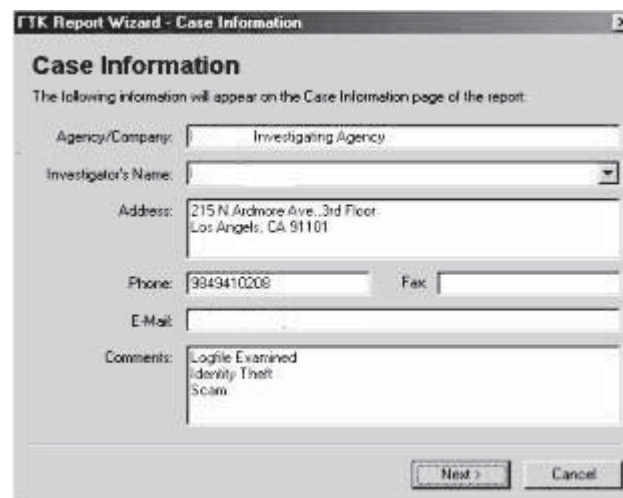 FTK Report Wizard - Case Information
Case Information
The following information will appear on the Case Information page of the report:
Agency/Company: Investigating Agency
Investigator's Name:
Address: 215 N.Ardmore Ave.,3rd Floor
Los Angels, CA 91101
Phone: 9849410208 Fax:
E-Mail:
Comments: Logfile Examined
Identity Theft
Scam
Next > Cancel